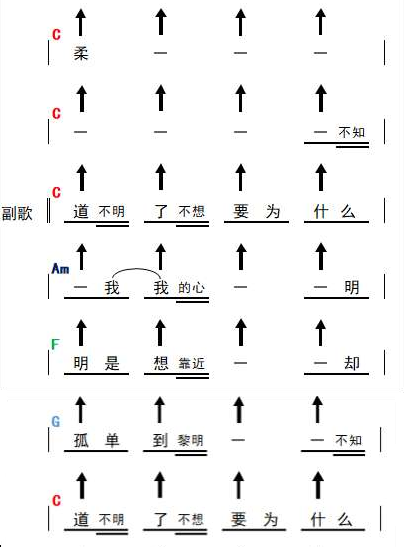 C
柔 — — —
C
— — — — 不知
C
副歌 道 不明 了 不想 要 为 什 么
Am
— 我 我 的心 — — 明
F
明 是 想 靠近 — — 却
G
孤 单 到 黎明 — — 不知
C
道 不明 了 不想 要 为 什 么